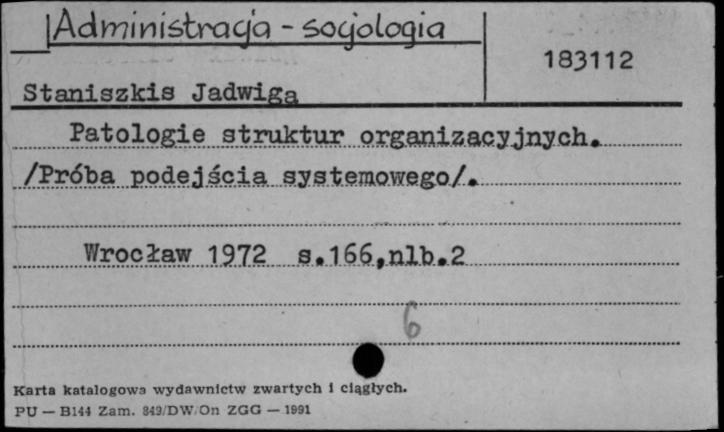 Administracja - socjologia
183112
Staniszkis Jadwiga
Patologie struktur organizacyjnych.
/Próba podejścia systemowego/.
Wrocław 1972 s.166,nlb.2
6
Karta katalogowa wydawnictw zwartych i ciągłych.
PU — B144 Zam. 849/DW/On ZGG — 1991